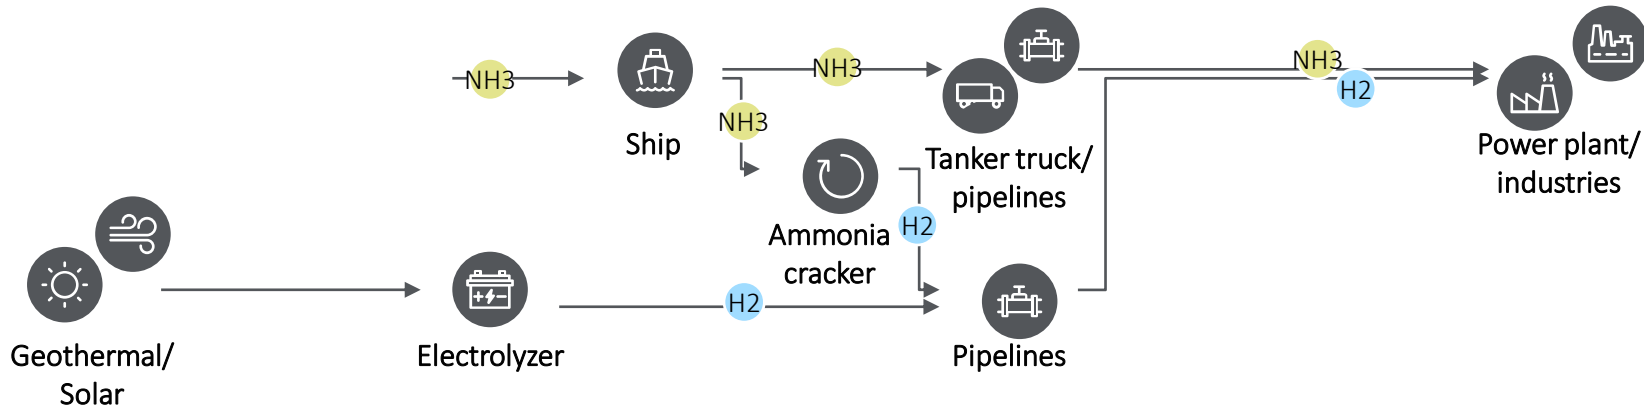 NH3
Ship
NH3
NH3
Ammonia
cracker
H2
Tanker truck/
pipelines
NH3
H2
Power plant/
industries
Geothermal/
Solar
Electrolyzer
H2
Pipelines